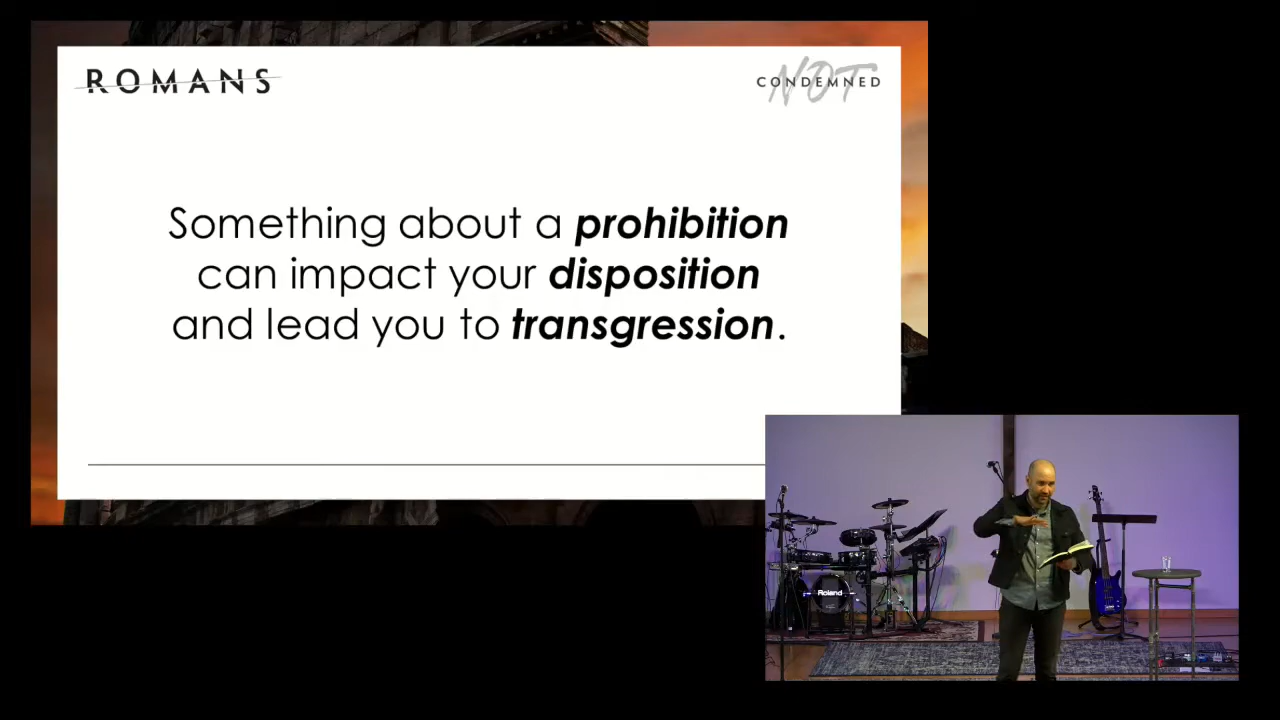 ROMANS
CONDEMNED
NOT
Something about a prohibition
can impact your disposition
and lead you to transgression.
Roland